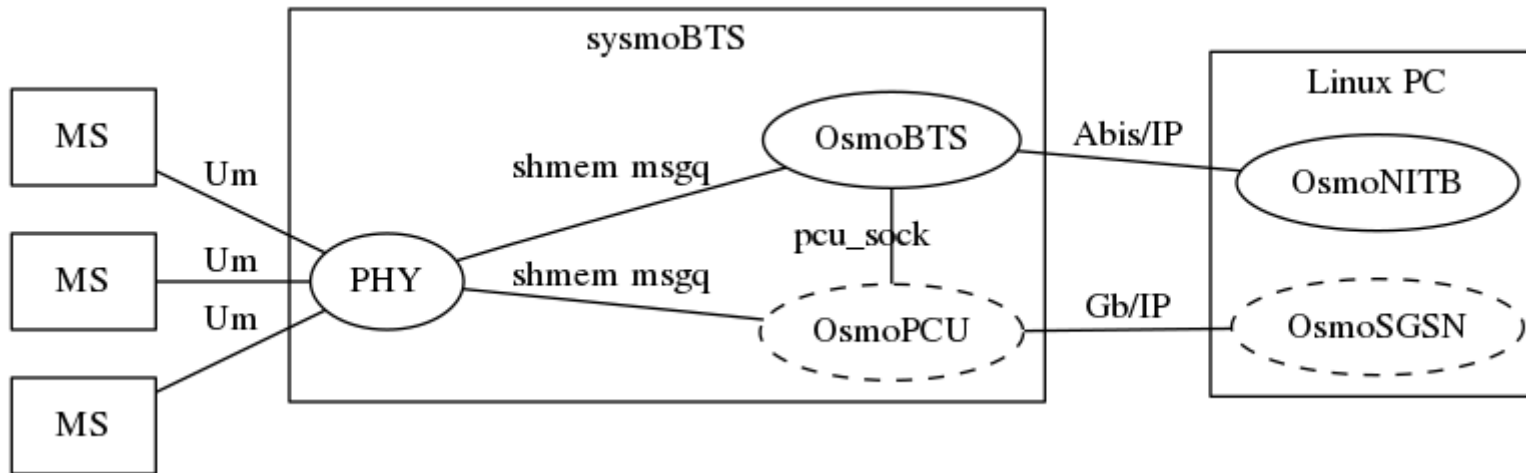 sysmoBTS
Linux PC
MS
Um
shmem msgq
OsmoBTS
Abis/IP
OsmoNITB
MS
Um
PHY
pcu_sock
shmem msgq
OsmoPCU
Gb/IP
OsmoSGSN
Um
MS